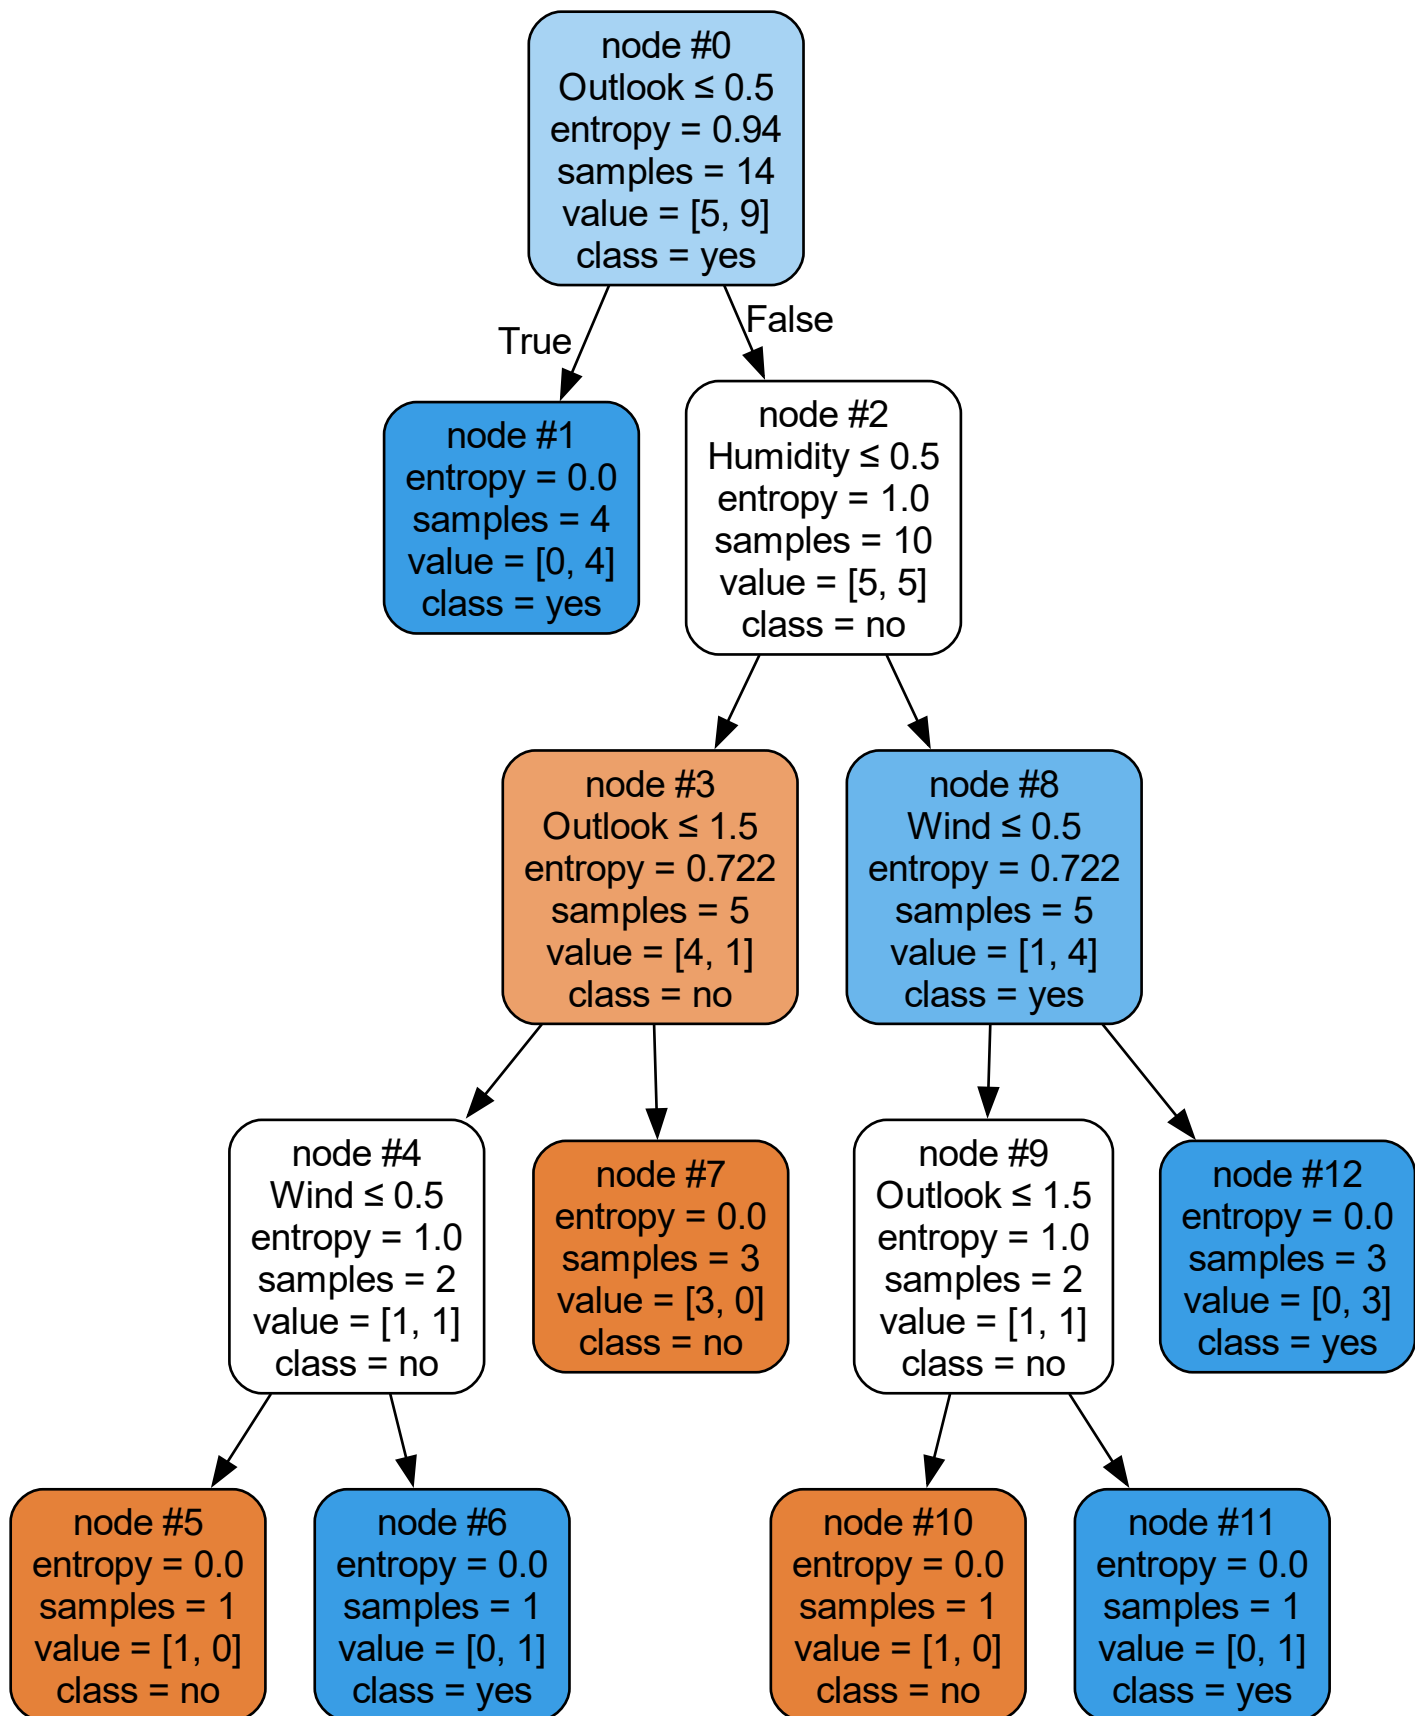 node #0
Outlook ≤ 0.5
entropy = 0.94
samples = 14
value = [5, 9]
class = yes
True
False
node #1
entropy = 0.0
samples = 4
value = [0, 4]
class = yes
node #2
Humidity ≤ 0.5
entropy = 1.0
samples = 10
value = [5, 5]
class = no
node #3
Outlook ≤ 1.5
entropy = 0.722
samples = 5
value = [4, 1]
class = no
node #8
Wind ≤ 0.5
entropy = 0.722
samples = 5
value = [1, 4]
class = yes
node #4
Wind ≤ 0.5
entropy = 1.0
samples = 2
value = [1, 1]
class = no
node #7
entropy = 0.0
samples = 3
value = [3, 0]
class = no
node #9
Outlook ≤ 1.5
entropy = 1.0
samples = 2
value = [1, 1]
class = no
node #12
entropy = 0.0
samples = 3
value = [0, 3]
class = yes
node #5
entropy = 0.0
samples = 1
value = [1, 0]
class = no
node #6
entropy = 0.0
samples = 1
value = [0, 1]
class = yes
node #10
entropy = 0.0
samples = 1
value = [1, 0]
class = no
node #11
entropy = 0.0
samples = 1
value = [0, 1]
class = yes